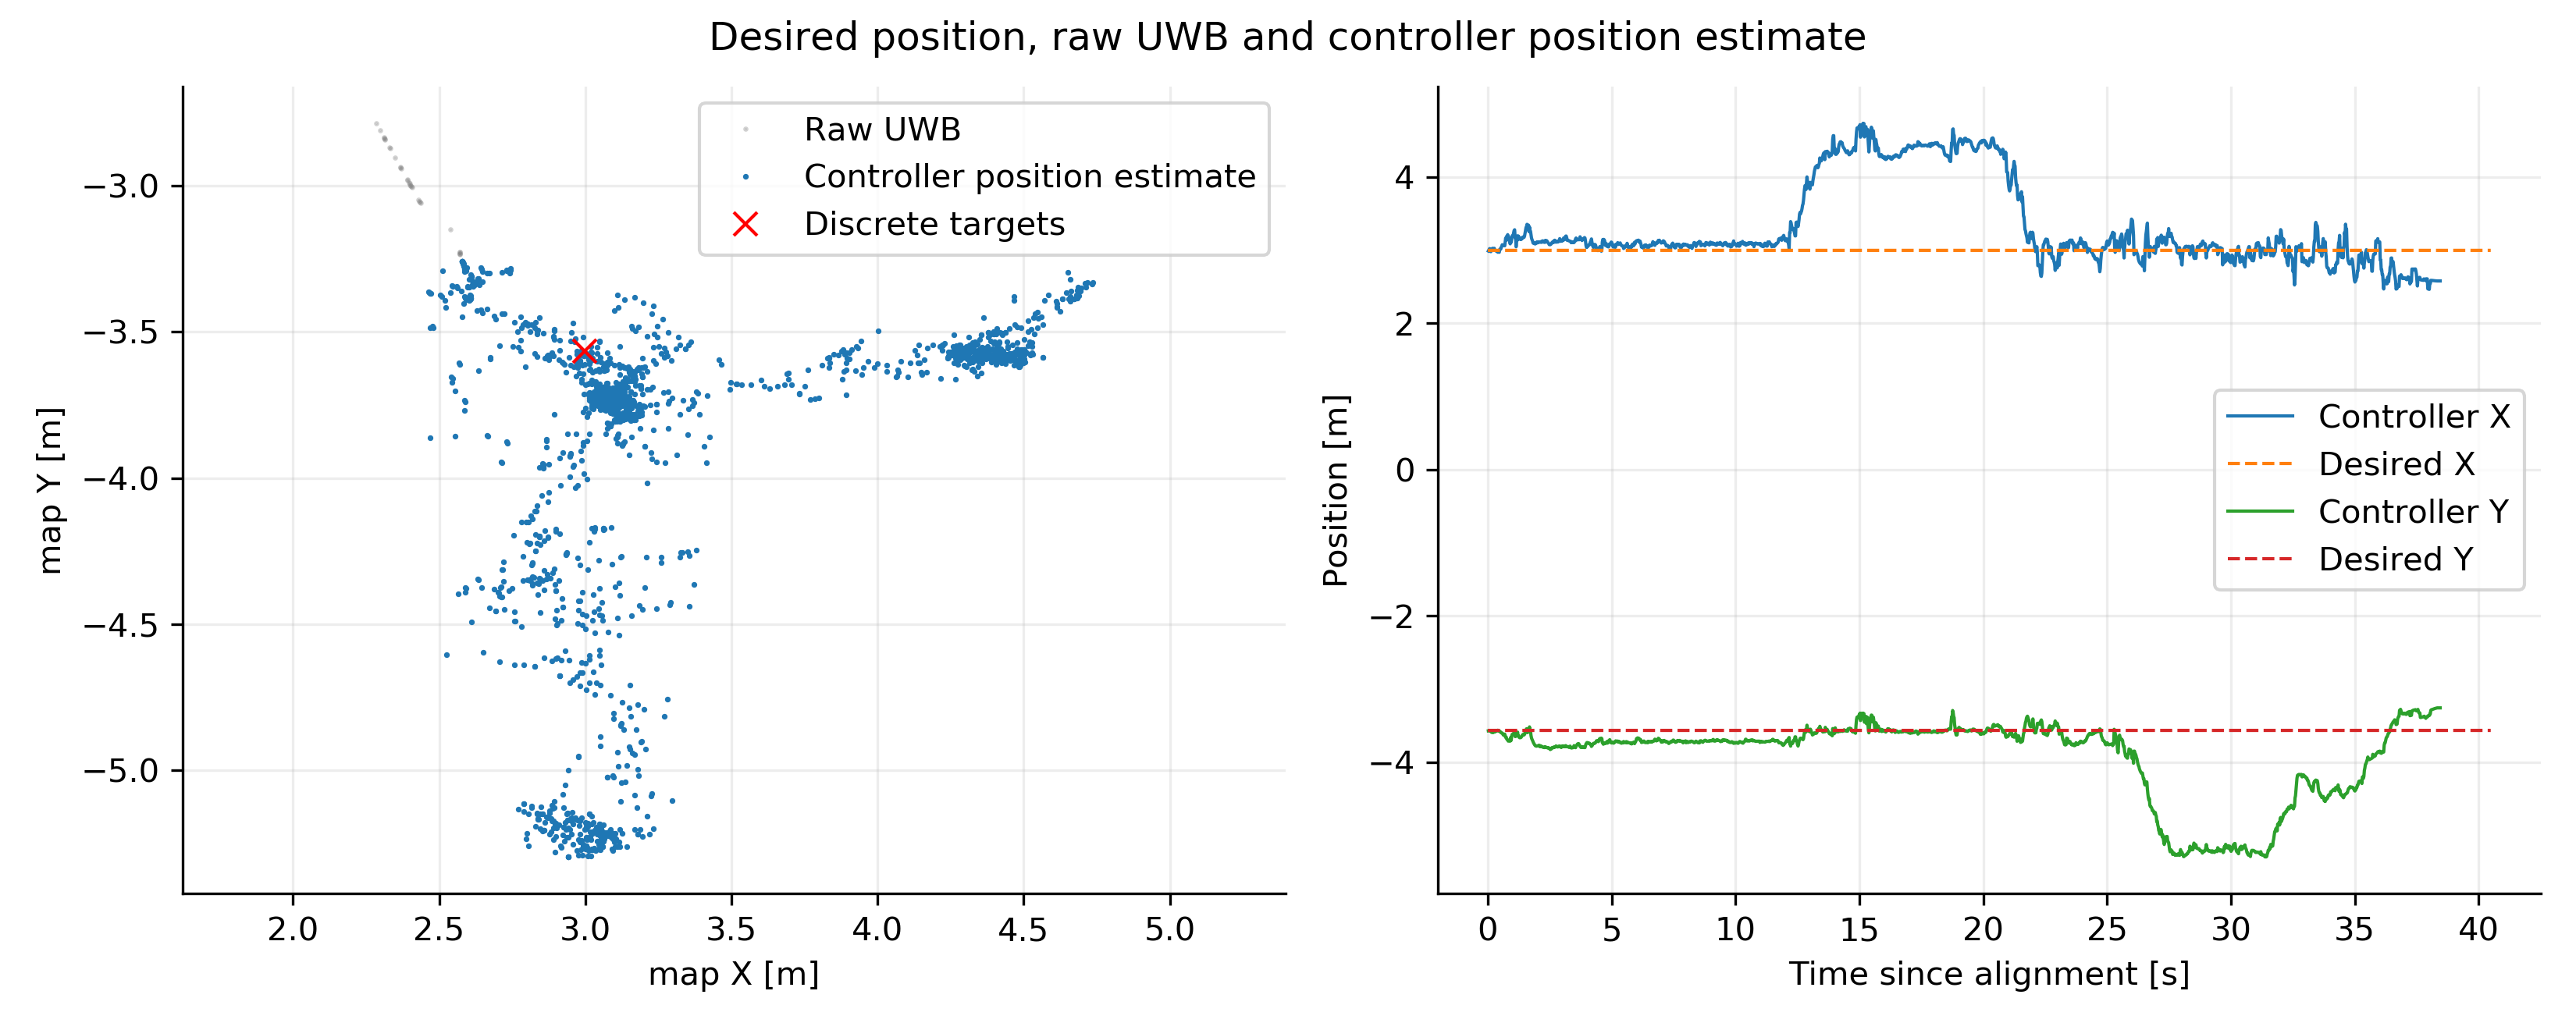 Desired position, raw UWB and controller position estimate
Raw UWB
Controller position estimate
Discrete targets
−3.0
−3.5
−4.0
−4.5
−5.0
map Y [m]
2.0 2.5 3.0 3.5 4.0 4.5 5.0
map X [m]
4
2
0
−2
−4
Position [m]
Controller X
Desired X
Controller Y
Desired Y
0 5 10 15 20 25 30 35 40
Time since alignment [s]